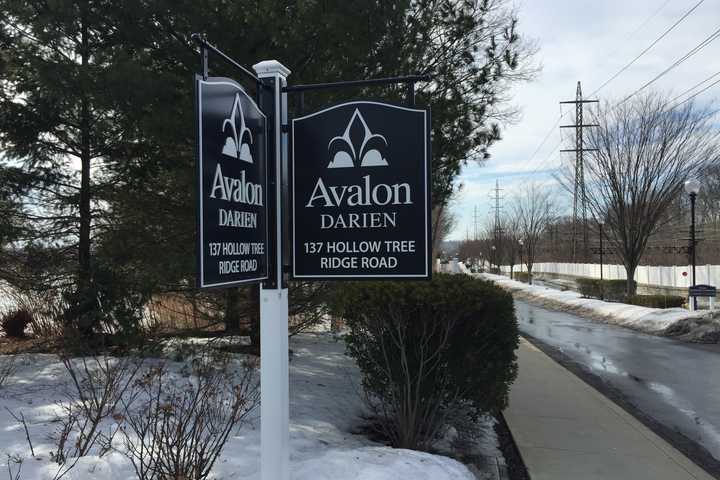 Avalon
DARIEN
137 HOLLOW TREE
RIDGE ROAD
Avalon
DARIEN
137 HOLLOW TREE
RIDGE ROAD